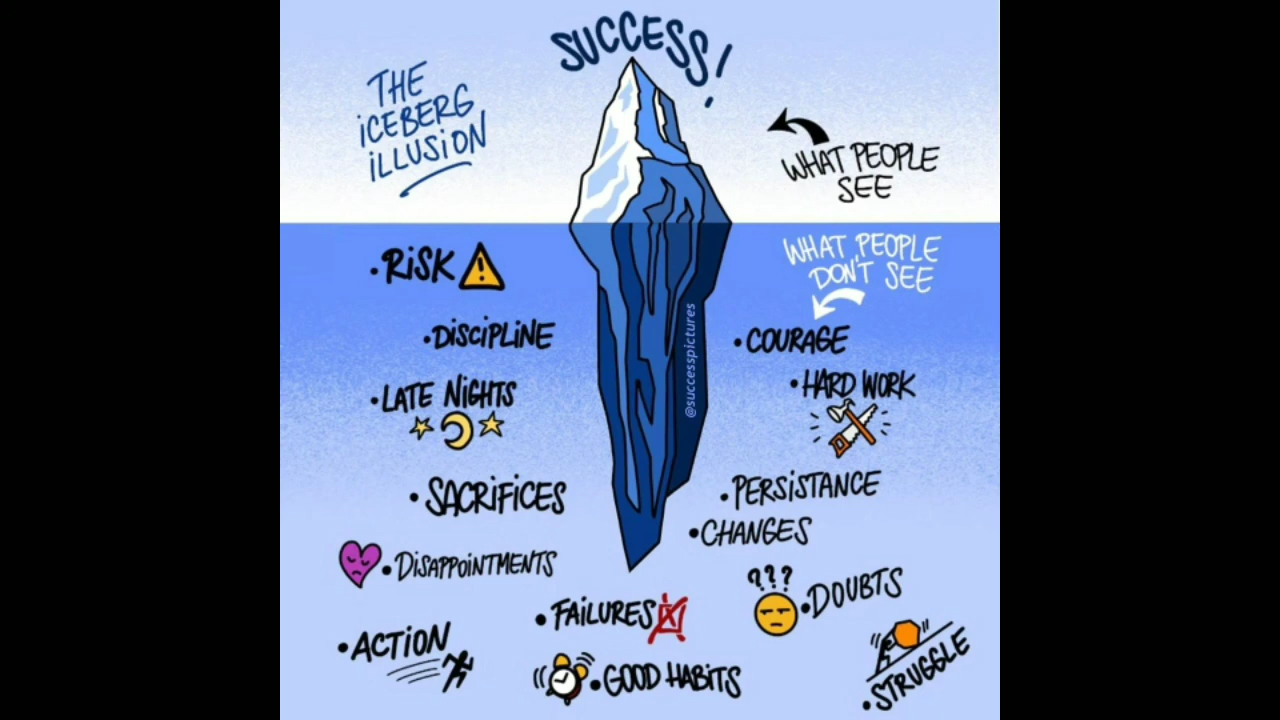 SUCCESS!
THE
iCEBERG
iLLUSiON
WHAT PEOPLE
SEE
WHAT PEOPLE
DON'T SEE
•RiSK
•DiSCiPLiNE
•LATE NiGHTS
•SACRiFiCES
•DiSAPPOiNTMENTS
•ACTiON
•FAiLURES
•GOOD HABiTS
@successpictures
•COURAGE
•HARD WORK
•PERSiSTANCE
•CHANGES
???
•DOUBTS
•STRUGGLE